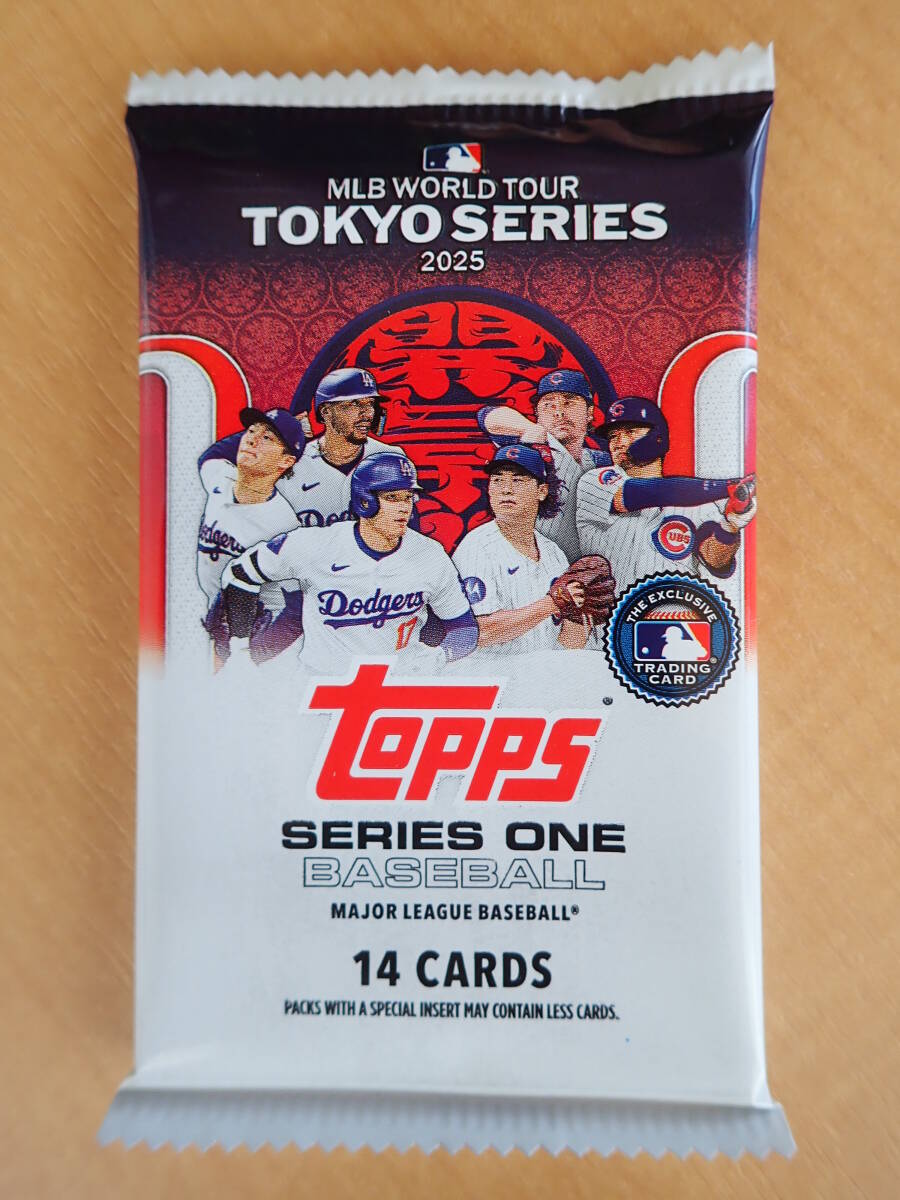 MLB WORLD TOUR
TOKYO SERIES
2025
Dodgers
Dodgers
17
CUBS
THE EXCLUSIVE
TRADING
CARD
Topps
SERIES ONE
BASEBALL
MAJOR LEAGUE BASEBALL®
14 CARDS
PACKS WITH A SPECIAL INSERT MAY CONTAIN LESS CARDS.